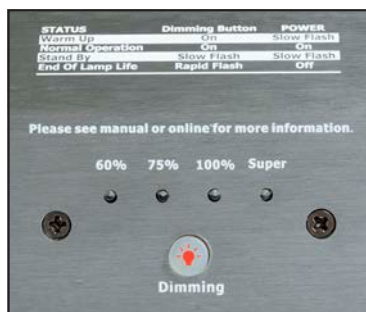 STATUS Dimming Button POWER
Warm Up On Slow Flash
Normal Operation On On
Stand By Slow Flash Slow Flash
End Of Lamp Life Rapid Flash Off
Please see manual or online for more information.
60% 75% 100% Super
Dimming